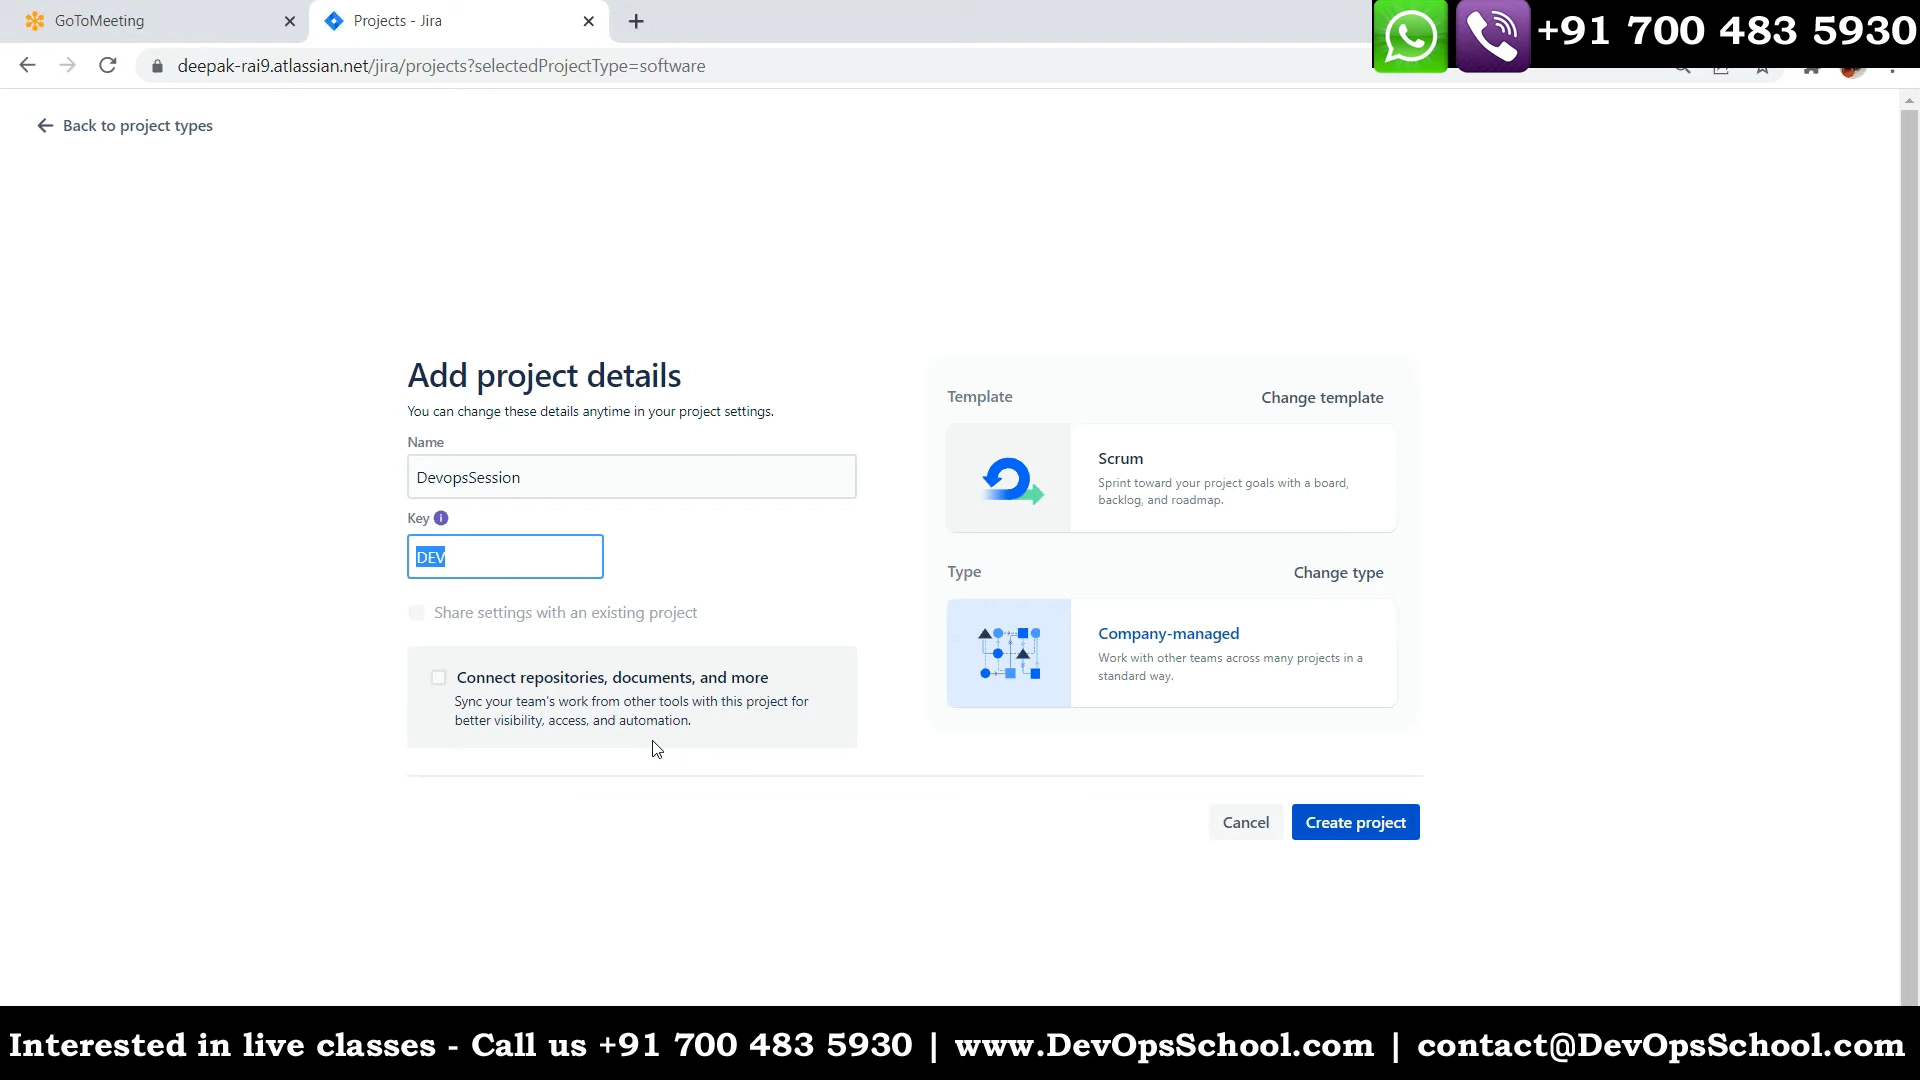 GoToMeeting
Projects - Jira
+91 700 483 5930
deepak-rai9.atlassian.net/jira/projects?selectedProjectType=software
Back to project types
Add project details
You can change these details anytime in your project settings.
Name
DevopsSession
Key
DEV
Share settings with an existing project
Connect repositories, documents, and more
Sync your team's work from other tools with this project for
better visibility, access, and automation.
Template
Change template
Scrum
Sprint toward your project goals with a board,
backlog, and roadmap.
Type
Change type
Company-managed
Work with other teams across many projects in a
standard way.
Cancel
Create project
Interested in live classes - Call us +91 700 483 5930 | www.DevOpsSchool.com | contact@DevOpsSchool.com